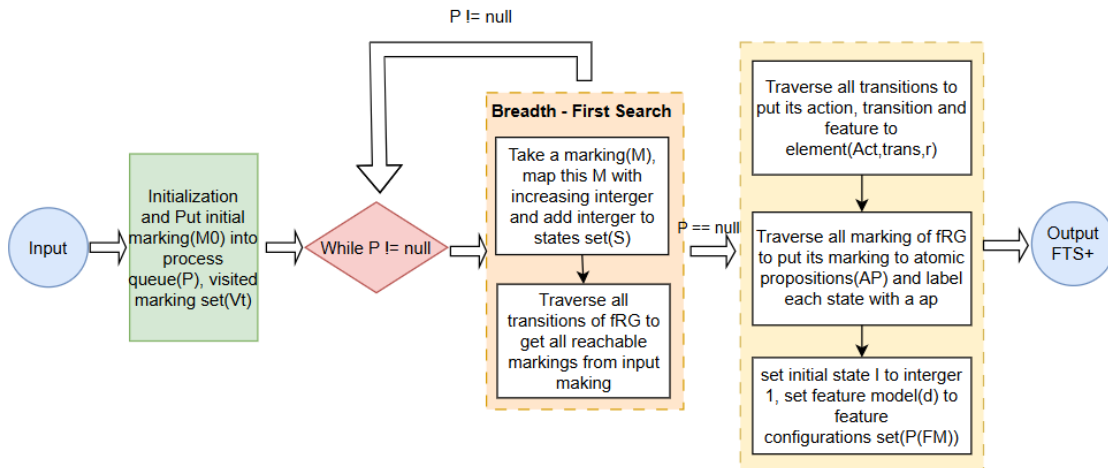 P != null
Input
Initialization
and Put initial
marking(M0) into
process
queue(P), visited
marking set(Vt)
While P != null
Breadth - First Search
Take a marking(M),
map this M with
increasing interger
and add interger to
states set(S)
Traverse all
transitions of fRG to
get all reachable
markings from input
making
P == null
Traverse all transitions to
put its action, transition and
feature to
element(Act,trans,r)
Traverse all marking of fRG
to put its marking to atomic
propositions(AP) and label
each state with a ap
set initial state I to interger
1, set feature model(d) to
feature
configurations set(P(FM))
Output
FTS+